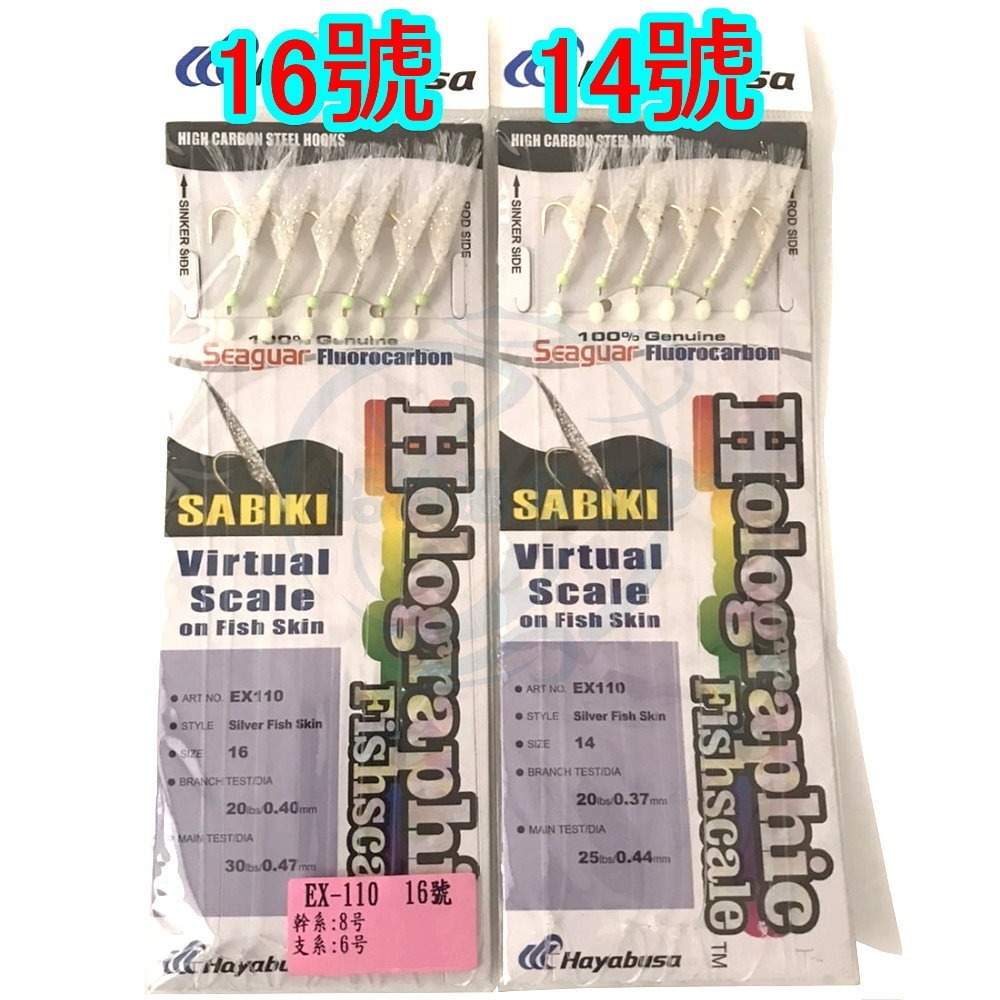 16號
Hayabusa
HIGH CARBON STEEL HOOKS
SINKER SIDE
ROD SIDE
100% Genuine
Seaguar Fluorocarbon
SABIKI
Virtual
Scale
on Fish Skin
Holographic
Fishscale
ART NO. EX110
STYLE Silver Fish Skin
SIZE 16
BRANCH TEST/DIA
20lbs/0.40mm
MAIN TEST/DIA
30lbs/0.47mm
EX-110 16號
幹糸:8号
支糸:6号
Hayabu
14號
Hayabusa
HIGH CARBON STEEL HOOKS
SINKER SIDE
ROD SIDE
100% Genuine
Seaguar Fluorocarbon
SABIKI
Virtual
Scale
on Fish Skin
Holographic
Fishscale™
ART NO. EX110
STYLE Silver Fish Skin
SIZE 14
BRANCH TEST/DIA
20lbs/0.37mm
MAIN TEST/DIA
25lbs/0.44mm
Hayabusa